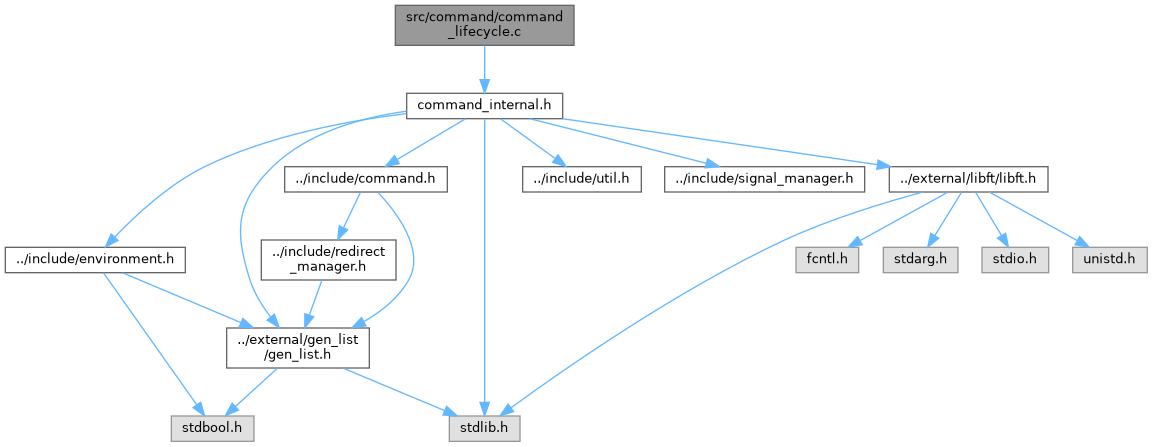 src/command/command
_lifecycle.c
command_internal.h
../include/command.h
../include/util.h
../include/signal_manager.h
../external/libft/libft.h
../include/environment.h
../include/redirect
_manager.h
fcntl.h
stdarg.h
stdio.h
unistd.h
../external/gen_list
/gen_list.h
stdbool.h
stdlib.h